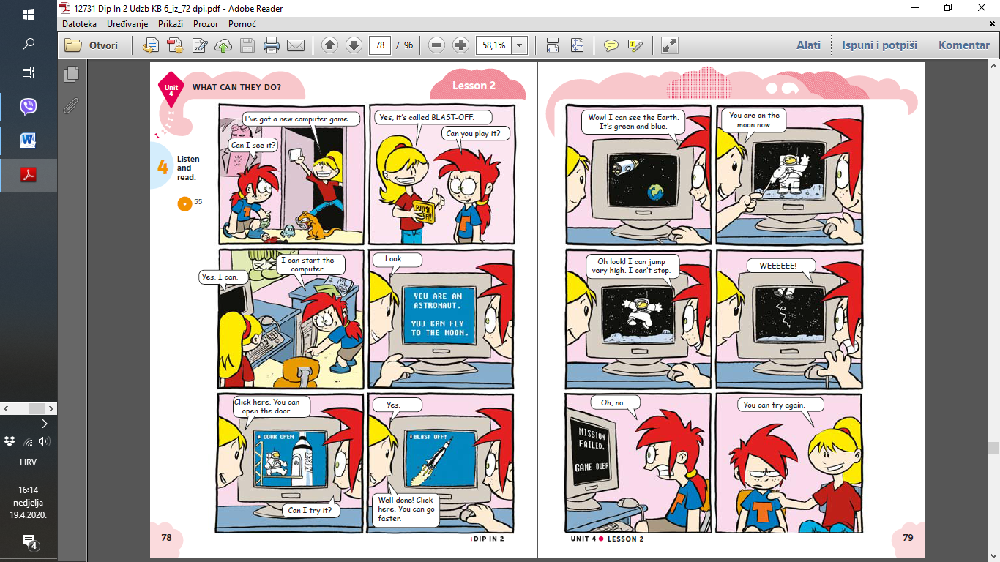 12731 Dip In 2 Udzb KB 6_iz_72 dpi.pdf - Adobe Reader
Datoteka Uređivanje Prikaži Prozor Pomoć
Otvori
78 / 96
58,1%
Alati
Ispuni i potpiši
Komentar
Unit
4
WHAT CAN THEY DO?
Lesson 2
4
Listen
and
read.
55
I've got a new computer game.
Can I see it?
Yes, it's called BLAST-OFF.
Can you play it?
BLAST
OFF!!
Yes, I can.
I can start the
computer.
Look.
YOU ARE AN
ASTRONAUT.
YOU CAN FLY
TO THE MOON.
Click here. You can
open the door.
DOOR OPEN
Can I try it?
Yes.
BLAST OFF!
Well done! Click
here. You can go
faster.
78
DIP IN 2
Wow! I can see the Earth.
It's green and blue.
You are on the
moon now.
Oh look! I can jump
very high. I can't stop.
WEEEEEE!
Oh, no.
MISSION
FAILED.
GAME OVER
T
You can try again.
T
UNIT 4 ● LESSON 2
79
HRV
16:14
nedjelja
19.4.2020.
4